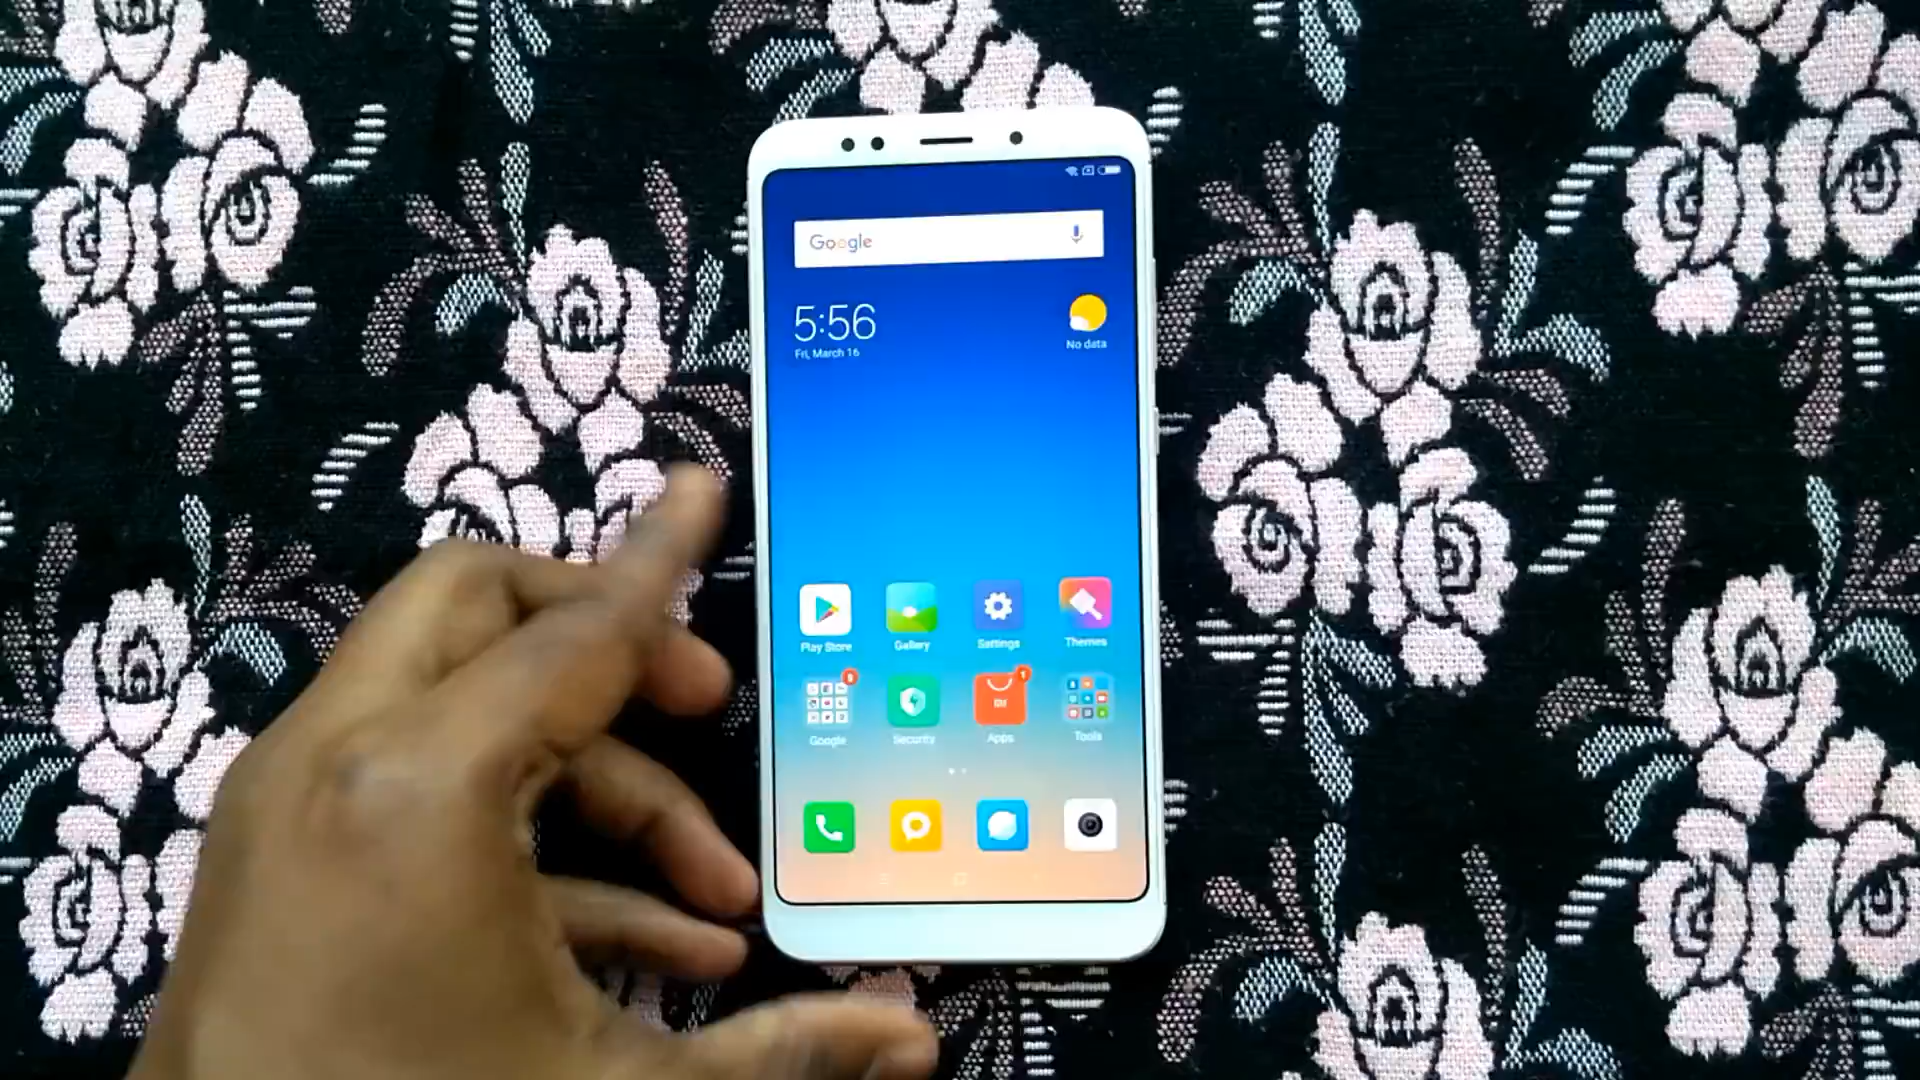 Google
5:56
Fri, March 16
No data
Play Store
Gallery
Settings
Themes
Google
Security
Apps
Tools